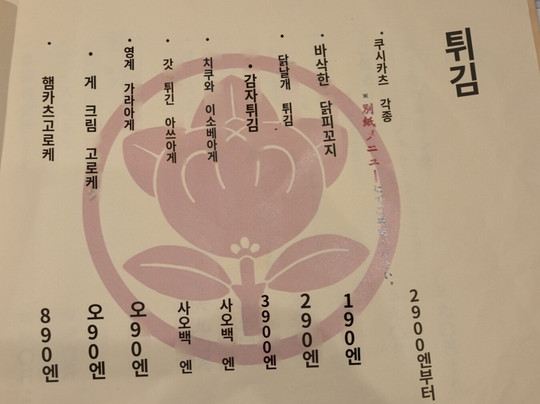 튀김
• 쿠시카츠 각종
※別紙メニュー
2900엔부터
• 바삭한 닭피꼬지
190엔
• 닭날개 튀김
290엔
• 감자튀김
3900엔
• 치쿠와 이소베아게
사오백 엔
• 갓 튀긴 아쓰아게
사오백 엔
• 영계 가라아게
오90엔
• 게 크림 고로케
오90엔
• 햄카츠고로케
890엔